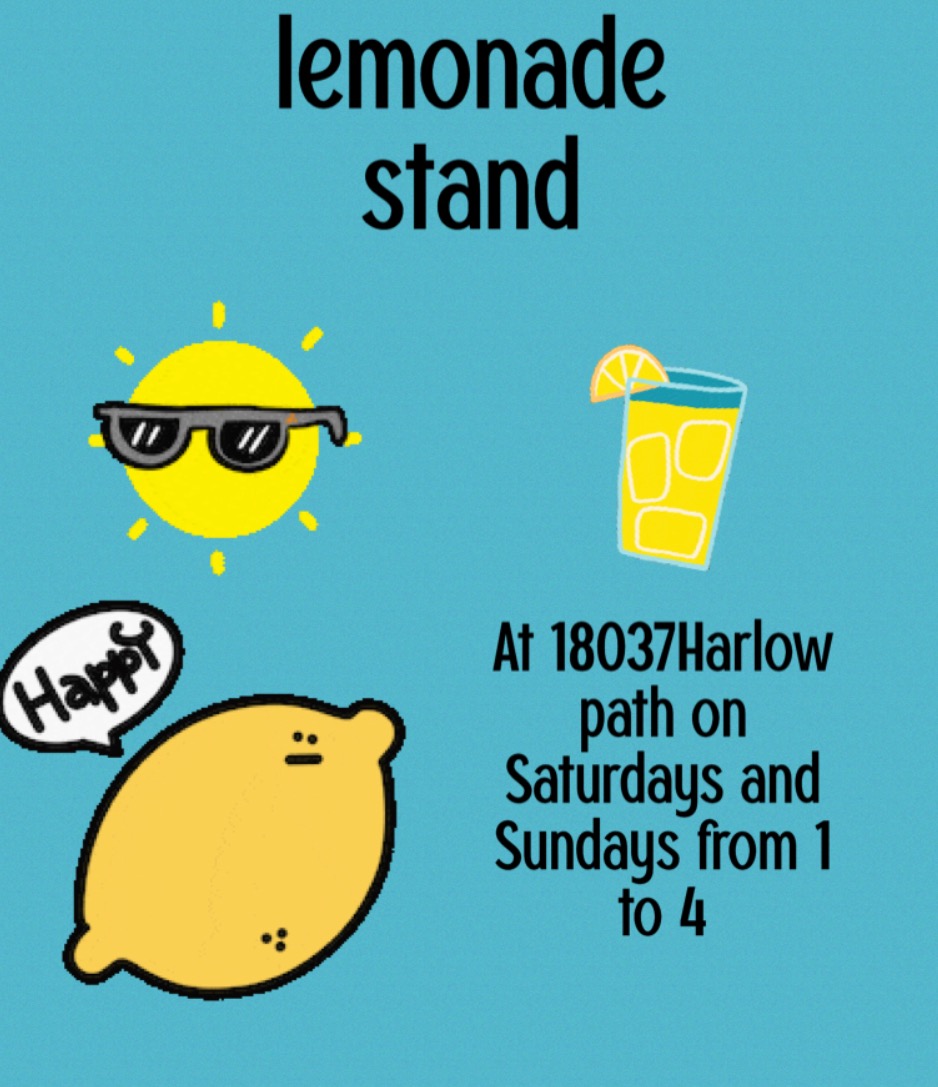 lemonade
stand
Happy
At 18037Harlow
path on
Saturdays and
Sundays from 1
to 4